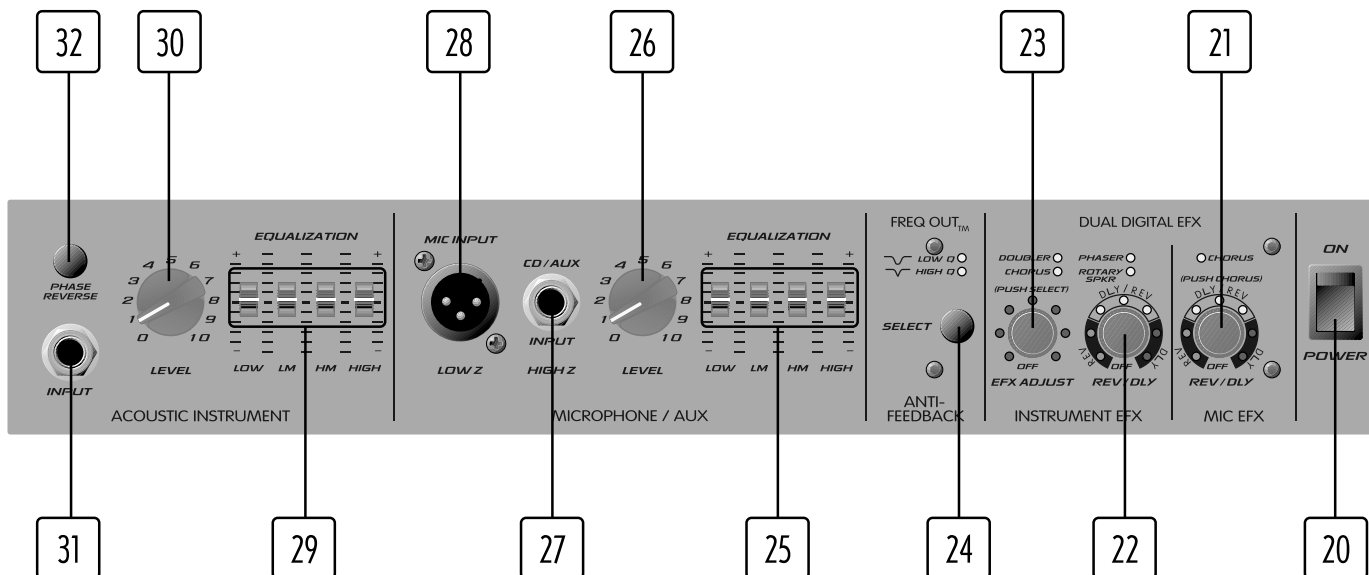 32
30
28
26
23
21
PHASE
REVERSE
INPUT
EQUALIZATION
+ +
- -
0 1 2 3 4 5 6 7 8 9 10
LEVEL
LOW LM HM HIGH
ACOUSTIC INSTRUMENT
MIC INPUT
LOW Z
CD/AUX
INPUT
HIGH Z
0 1 2 3 4 5 6 7 8 9 10
LEVEL
EQUALIZATION
+ +
- -
LOW LM HM HIGH
MICROPHONE / AUX
FREQ OUT™
LOW Q
HIGH Q
SELECT
ANTI-
FEEDBACK
DUAL DIGITAL EFX
DOUBLER
CHORUS
(PUSH SELECT)
OFF
EFX ADJUST
PHASER
ROTARY
SPKR
DLY / REV
REV
DLY
OFF
REV/DLY
INSTRUMENT EFX
CHORUS
(PUSH CHORUS)
DLY / REV
REV
DLY
OFF
REV/DLY
MIC EFX
ON
POWER
31
29
27
25
24
22
20